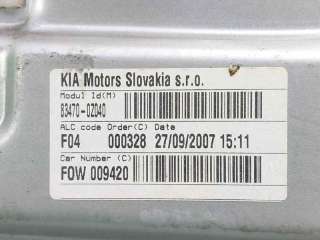 KIA Motors Slovakia s.r.o.
Modul Id(M)
83470-0Z040
ALC code Order(C) Date
F04 000328 27/09/2007 15:11
Car Number (C)
FOW 009420